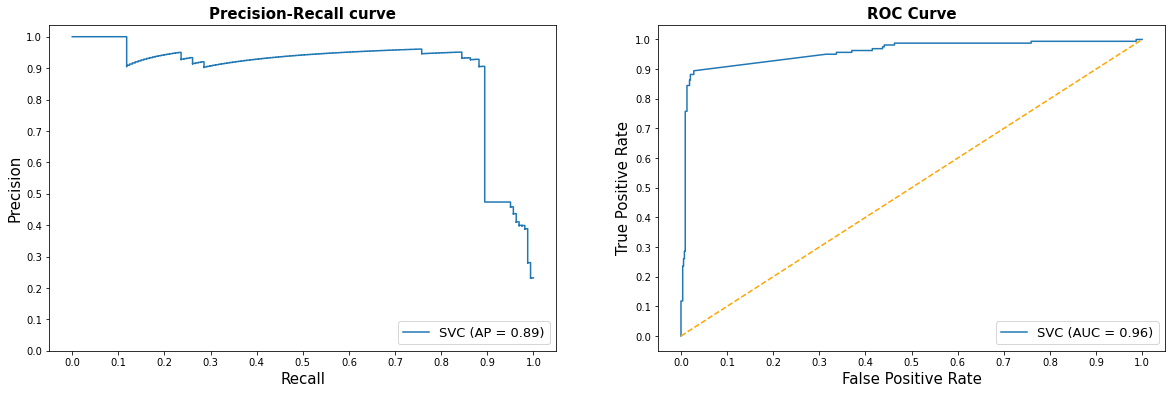 Precision-Recall curve
1.0
0.9
0.8
0.7
0.6
0.5
0.4
0.3
0.2
0.1
0.0
Precision
0.0 0.1 0.2 0.3 0.4 0.5 0.6 0.7 0.8 0.9 1.0
Recall
SVC (AP = 0.89)
ROC Curve
1.0
0.9
0.8
0.7
0.6
0.5
0.4
0.3
0.2
0.1
0.0
True Positive Rate
0.0 0.1 0.2 0.3 0.4 0.5 0.6 0.7 0.8 0.9 1.0
False Positive Rate
SVC (AUC = 0.96)